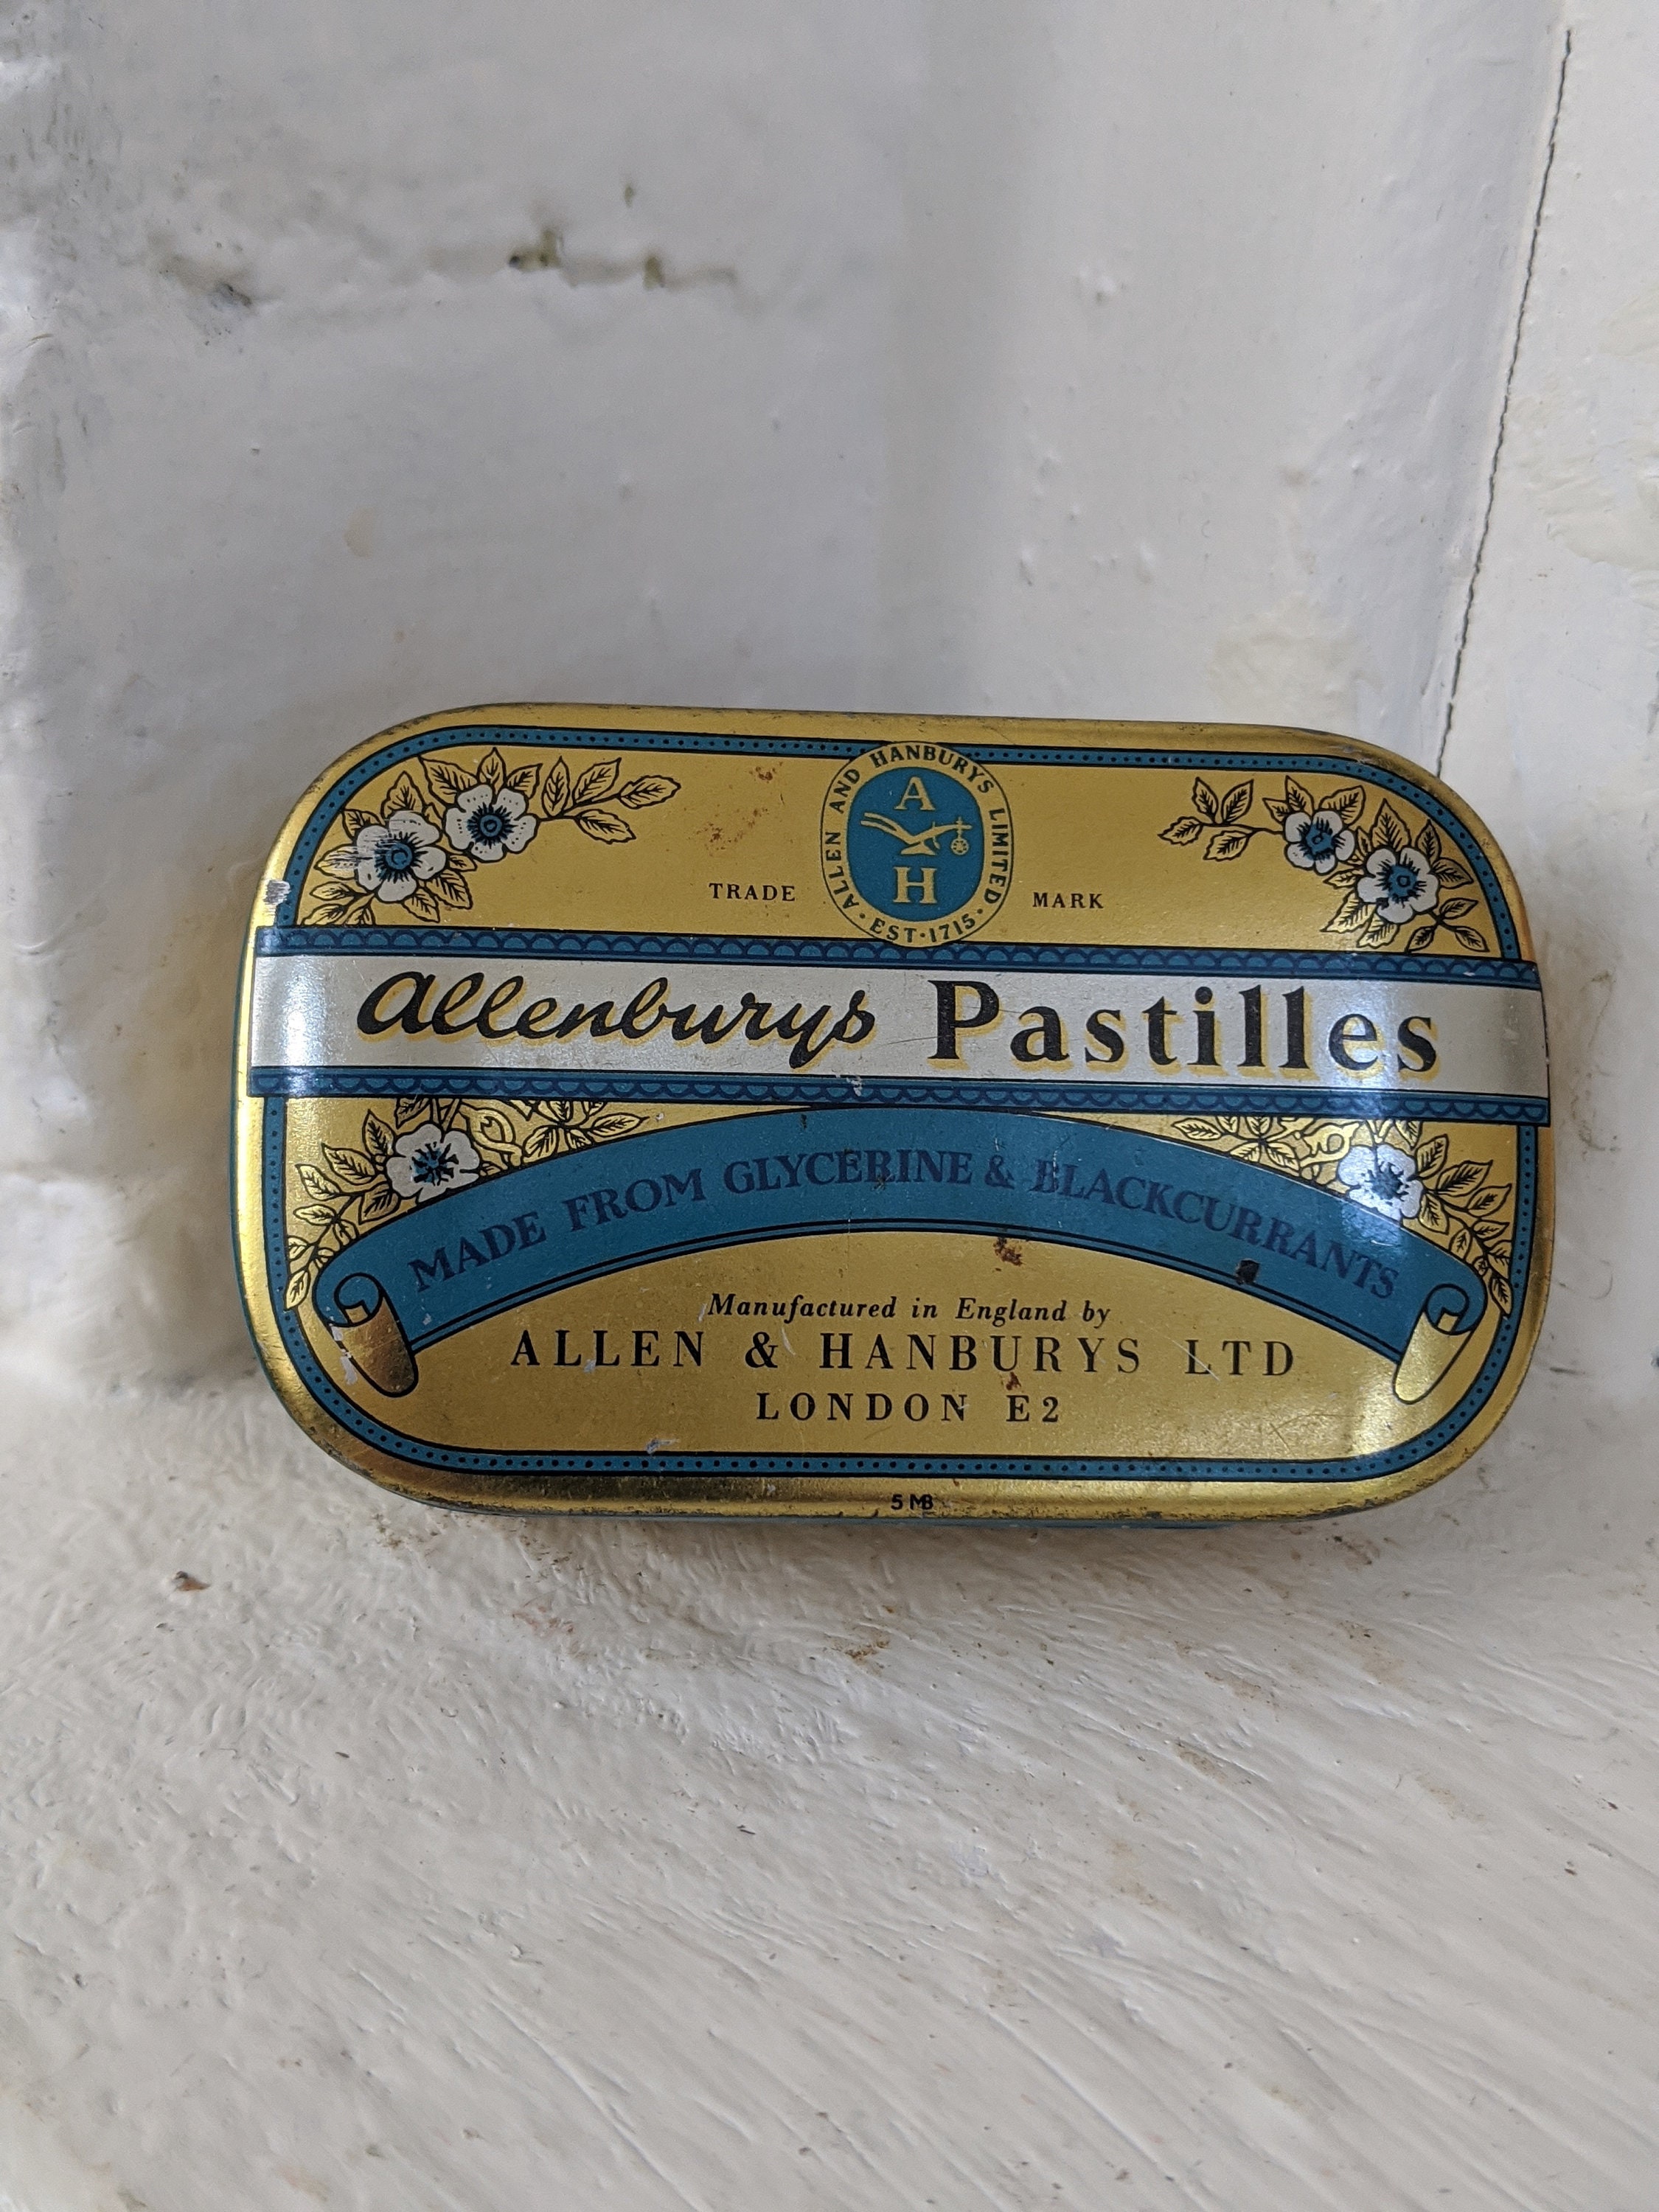 ALLEN AND HANBURYS LIMITED
A
H
· EST · 1715 ·
TRADE MARK
Allenburys Pastilles
MADE FROM GLYCERINE & BLACKCURRANTS
Manufactured in England by
ALLEN & HANBURYS LTD
LONDON E2
5 MB